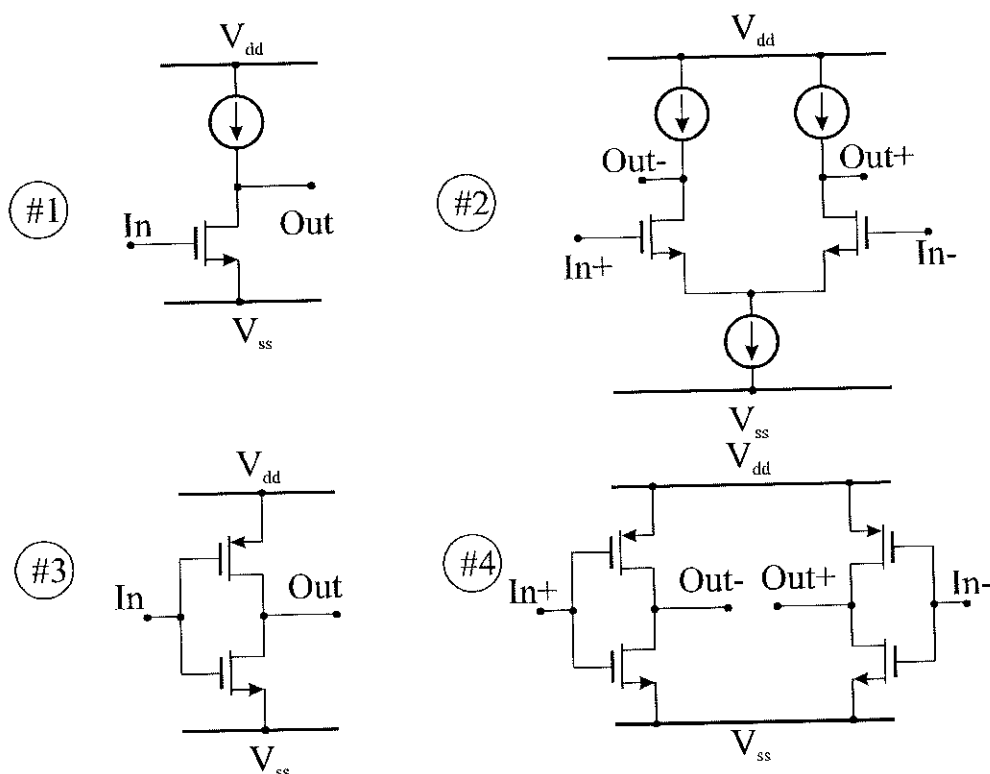 V_dd
#1
In
Out
V_ss
V_dd
Out-
Out+
#2
In+
In-
V_ss
V_dd
#3
In
Out
V_ss
V_dd
#4
In+
Out-
Out+
In-
V_ss